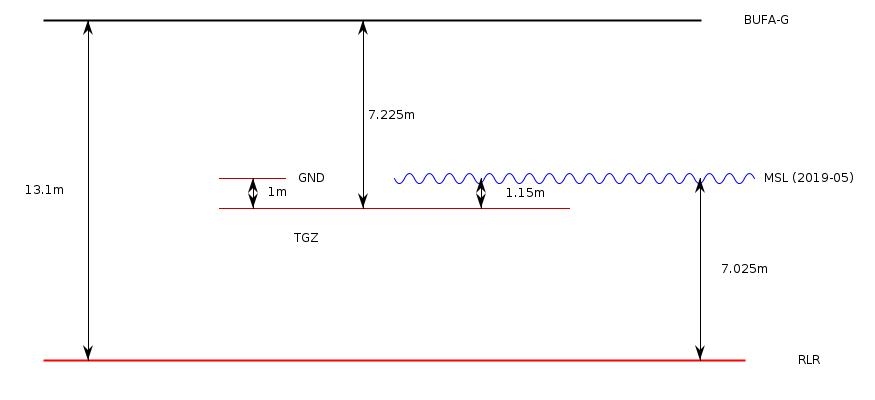 BUFA-G
7.225m
13.1m
GND
MSL (2019-05)
1m
1.15m
TGZ
7.025m
RLR